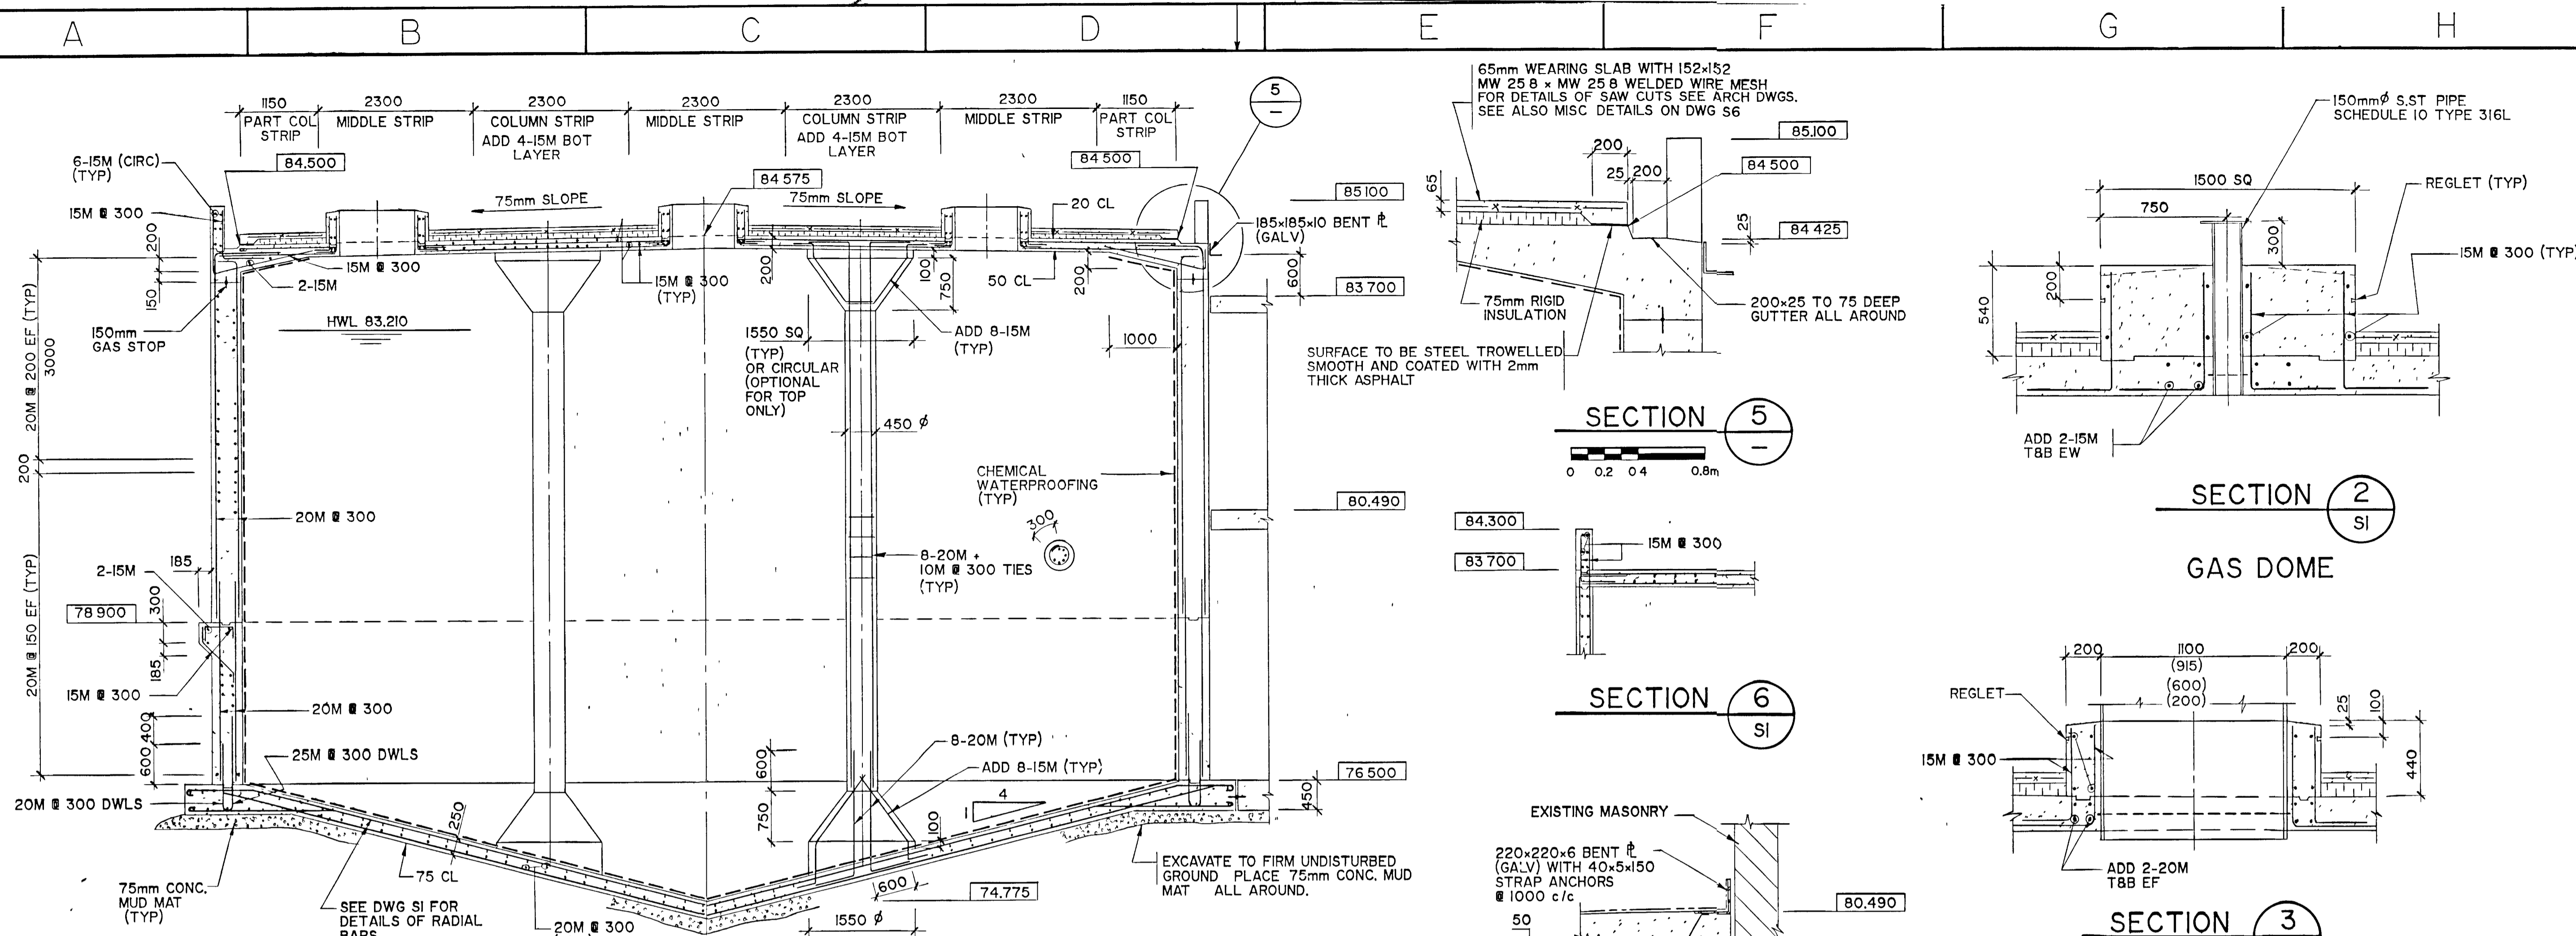 A
B
C
D
E
F
G
H
1150
2300
2300
2300
2300
2300
1150
PART COL
STRIP
MIDDLE STRIP
COLUMN STRIP
ADD 4-15M BOT
LAYER
MIDDLE STRIP
COLUMN STRIP
ADD 4-15M BOT
LAYER
MIDDLE STRIP
PART COL
STRIP
5
–
6-15M (CIRC)
(TYP)
84.500
84 575
84 500
85100
15M @ 300
75mm SLOPE
75mm SLOPE
20 CL
185x185x10 BENT PL
(GALV)
200
150
15M @ 300
2-15M
15M @ 300
(TYP)
200
100
750
50 CL
200
600
83 700
150mm
GAS STOP
HWL 83.210
1550 SQ
(TYP)
OR CIRCULAR
(OPTIONAL
FOR TOP
ONLY)
ADD 8-15M
(TYP)
1000
20M @ 200 EF (TYP)
3000
200
450 Ø
CHEMICAL
WATERPROOFING
(TYP)
80.490
20M @ 300
300
8-20M +
10M @ 300 TIES
(TYP)
2-15M
185
78 900
300
185
20M @ 150 EF (TYP)
15M @ 300
20M @ 300
400
600
25M @ 300 DWLS
20M @ 300 DWLS
600
750
8-20M (TYP)
ADD 8-15M (TYP)
4
1
76 500
450
250
100
75 CL
75mm CONC.
MUD MAT
(TYP)
SEE DWG S1 FOR
DETAILS OF RADIAL
BARS
20M @ 300
600
74.775
1550 Ø
EXCAVATE TO FIRM UNDISTURBED
GROUND PLACE 75mm CONC. MUD
MAT ALL AROUND.
65mm WEARING SLAB WITH 152x152
MW 25 8 x MW 25 8 WELDED WIRE MESH
FOR DETAILS OF SAW CUTS SEE ARCH DWGS.
SEE ALSO MISC DETAILS ON DWG S6
85.100
200
84 500
25
200
65
25
84 425
75mm RIGID
INSULATION
200x25 TO 75 DEEP
GUTTER ALL AROUND
SURFACE TO BE STEEL TROWELLED
SMOOTH AND COATED WITH 2mm
THICK ASPHALT
SECTION 5
–
0 0.2 0 4 0.8m
84.300
15M @ 300
83 700
SECTION 6
S1
EXISTING MASONRY
220x220x6 BENT PL
(GALV) WITH 40x5x150
STRAP ANCHORS
@ 1000 c/c
50
80.490
150mmØ S.ST PIPE
SCHEDULE 10 TYPE 316L
1500 SQ
REGLET (TYP)
750
300
15M @ 300 (TYP)
200
540
ADD 2-15M
T&B EW
SECTION 2
S1
GAS DOME
200
1100
200
(915)
(600)
(200)
REGLET
25
100
15M @ 300
440
ADD 2-20M
T&B EF
SECTION 3